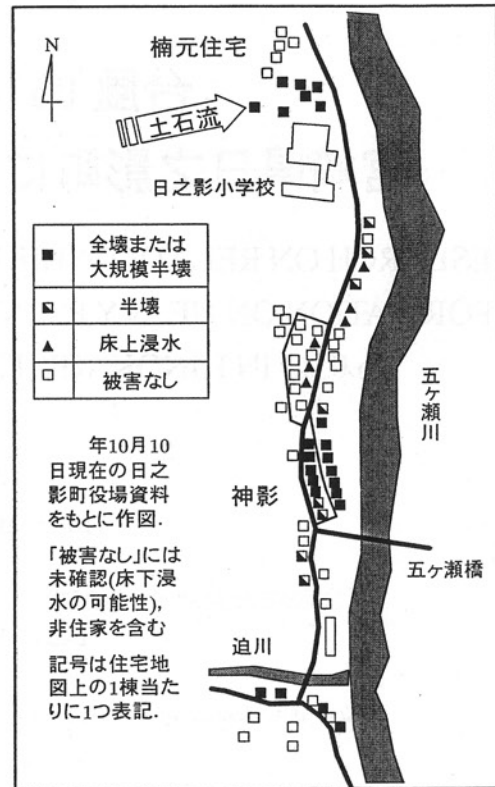 楠元住宅
N
土石流
日之影小学校
全壊または
大規模半壊
半壊
床上浸水
被害なし
五ヶ瀬川
年10月10
日現在の日之
影町役場資料
をもとに作図.
神影
「被害なし」には
未確認(床下浸
水の可能性),
非住家を含む
五ヶ瀬橋
記号は住宅地
図上の1棟当た
りに1つ表記.
迫川